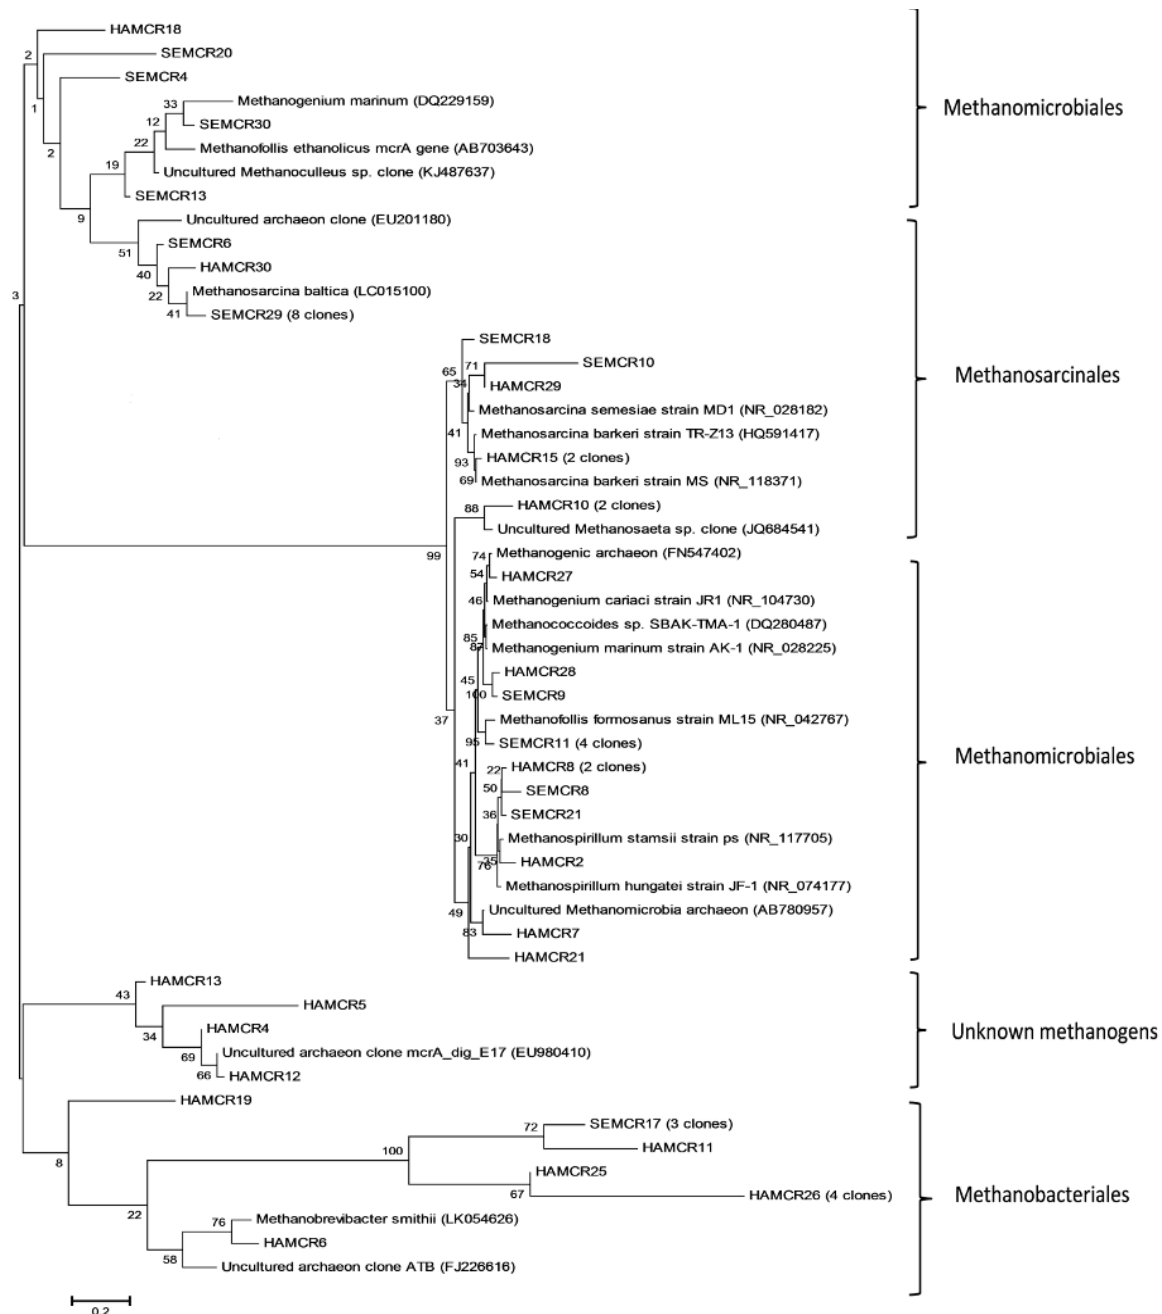 HAMCR18
2
SEMCR20
SEMCR4
1
33
Methanogenium marinum (DQ229159)
Methanomicrobiales
12
SEMCR30
22
Methanofollis ethanolicus mcrA gene (AB703643)
2
19
Uncultured Methanoculleus sp. clone (KJ487637)
SEMCR13
9
Uncultured archaeon clone (EU201180)
51
SEMCR6
40
HAMCR30
22
Methanosarcina baltica (LC015100)
3
41
SEMCR29 (8 clones)
SEMCR18
71
SEMCR10
65
34
HAMCR29
Methanosarcinales
Methanosarcina semesiae strain MD1 (NR_028182)
41
Methanosarcina barkeri strain TR-Z13 (HQ591417)
93
HAMCR15 (2 clones)
69
Methanosarcina barkeri strain MS (NR_118371)
88
HAMCR10 (2 clones)
Uncultured Methanosaeta sp. clone (JQ684541)
99
74
Methanogenic archaeon (FN547402)
54
HAMCR27
46
Methanogenium cariaci strain JR1 (NR_104730)
Methanococcoides sp. SBAK-TMA-1 (DQ280487)
85
87
Methanogenium marinum strain AK-1 (NR_028225)
HAMCR28
45
100
SEMCR9
37
Methanofollis formosanus strain ML15 (NR_042767)
95
SEMCR11 (4 clones)
Methanomicrobiales
41
22
HAMCR8 (2 clones)
50
SEMCR8
36
SEMCR21
30
Methanospirillum stamsii strain ps (NR_117705)
76
35
HAMCR2
Methanospirillum hungatei strain JF-1 (NR_074177)
49
Uncultured Methanomicrobia archaeon (AB780957)
83
HAMCR7
HAMCR21
HAMCR13
43
HAMCR5
34
HAMCR4
Unknown methanogens
69
Uncultured archaeon clone mcrA_dig_E17 (EU980410)
66
HAMCR12
HAMCR19
72
SEMCR17 (3 clones)
100
HAMCR11
8
HAMCR25
67
HAMCR26 (4 clones)
Methanobacteriales
22
76
Methanobrevibacter smithii (LK054626)
HAMCR6
58
Uncultured archaeon clone ATB (FJ226616)
0.2